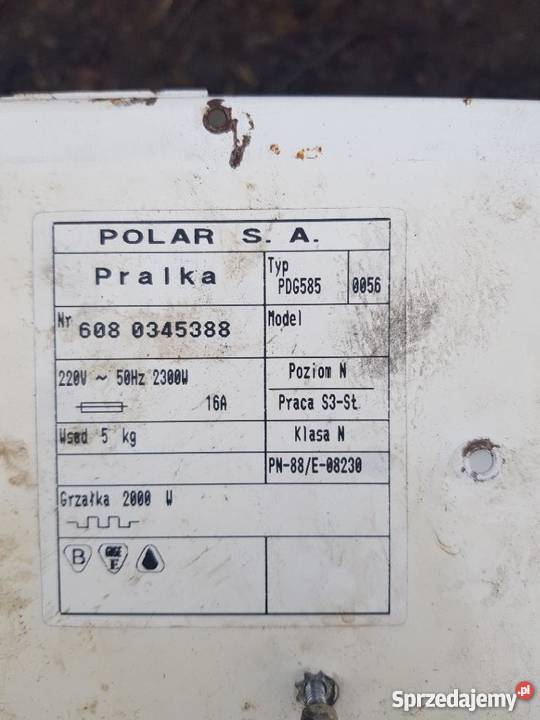 POLAR S. A.
Pralka
Typ
PDG585
0056
Nr 608 0345388
Model
220V ~ 50Hz 2300W
16A
Poziom N
Praca S3-St
Wsad 5 kg
Klasa N
PN-88/E-08230
Grzałka 2000 W
B
E
Sprzedajemy.pl